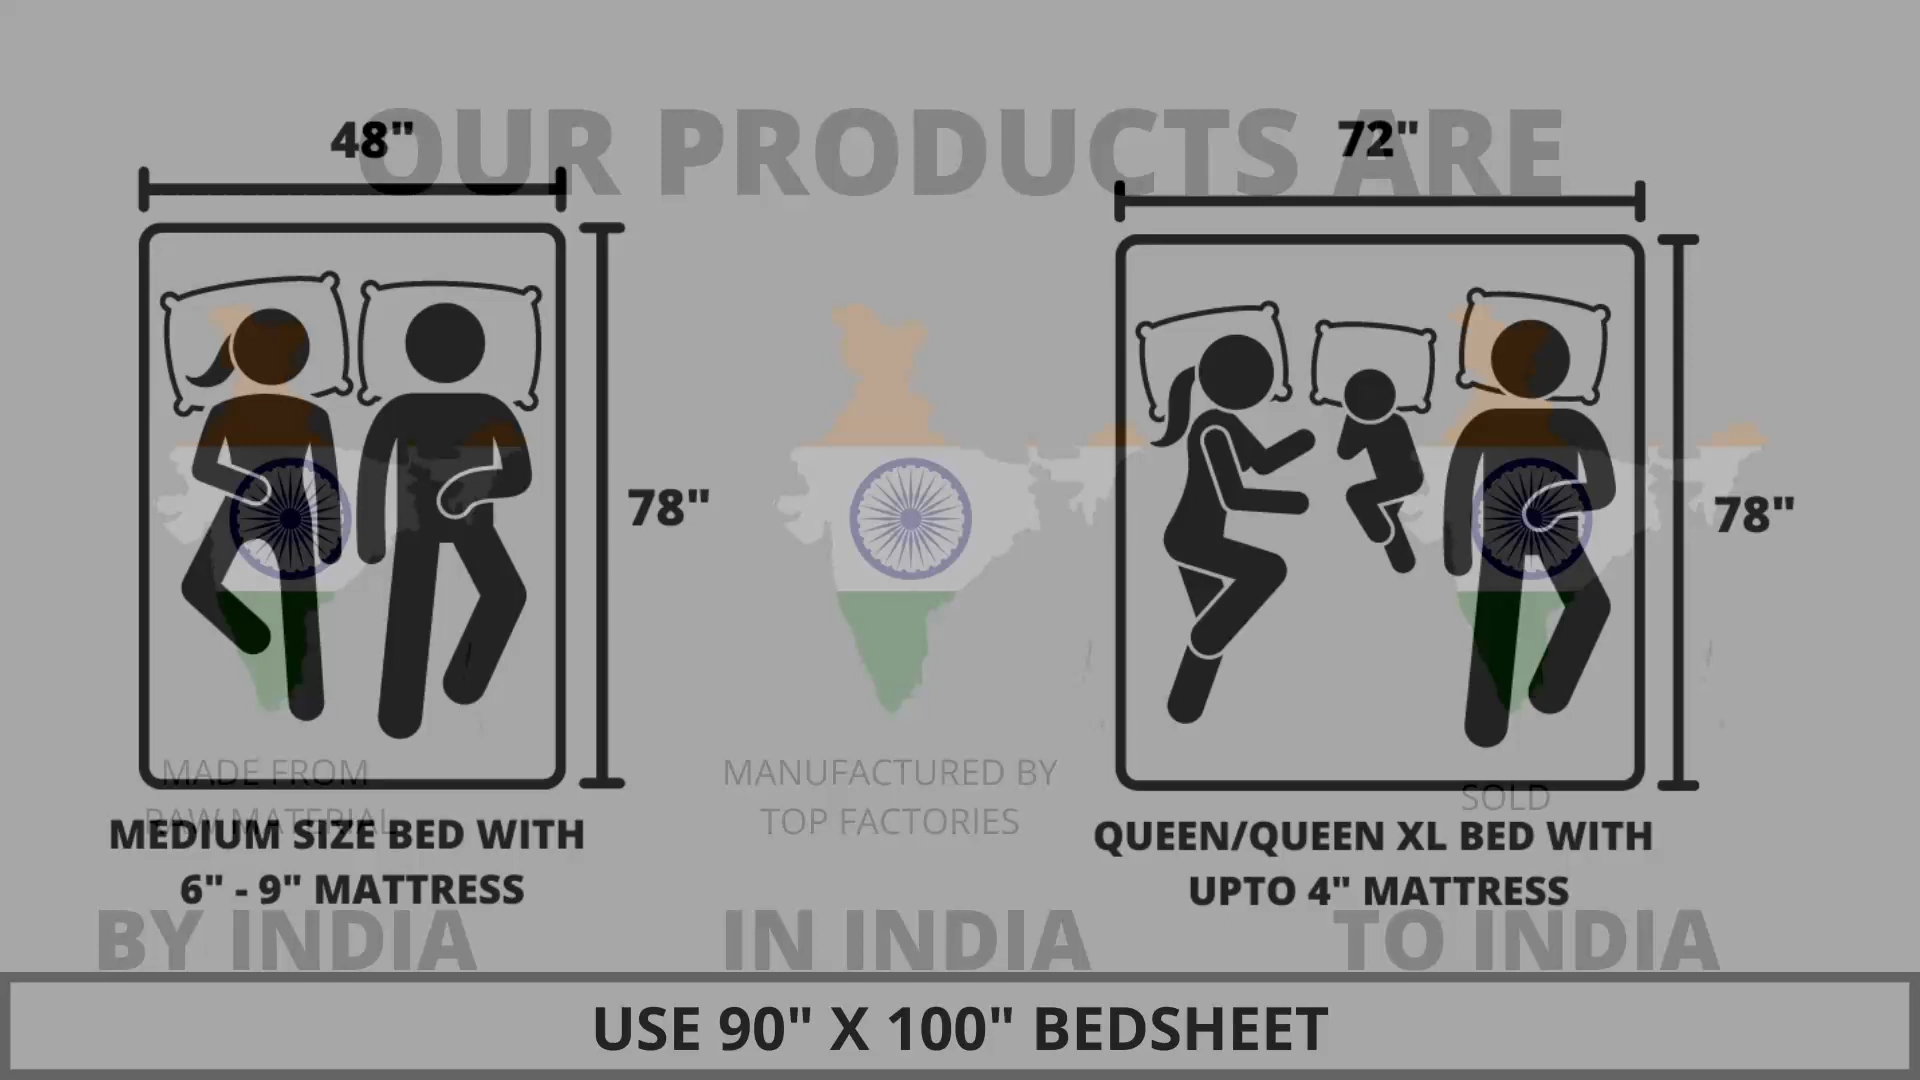 OUR PRODUCTS ARE
48"
72"
78"
78"
MADE FROM
RAW MATERIAL
MANUFACTURED BY
TOP FACTORIES
SOLD
MEDIUM SIZE BED WITH
6" - 9" MATTRESS
QUEEN/QUEEN XL BED WITH
UPTO 4" MATTRESS
BY INDIA
IN INDIA
TO INDIA
USE 90" X 100" BEDSHEET